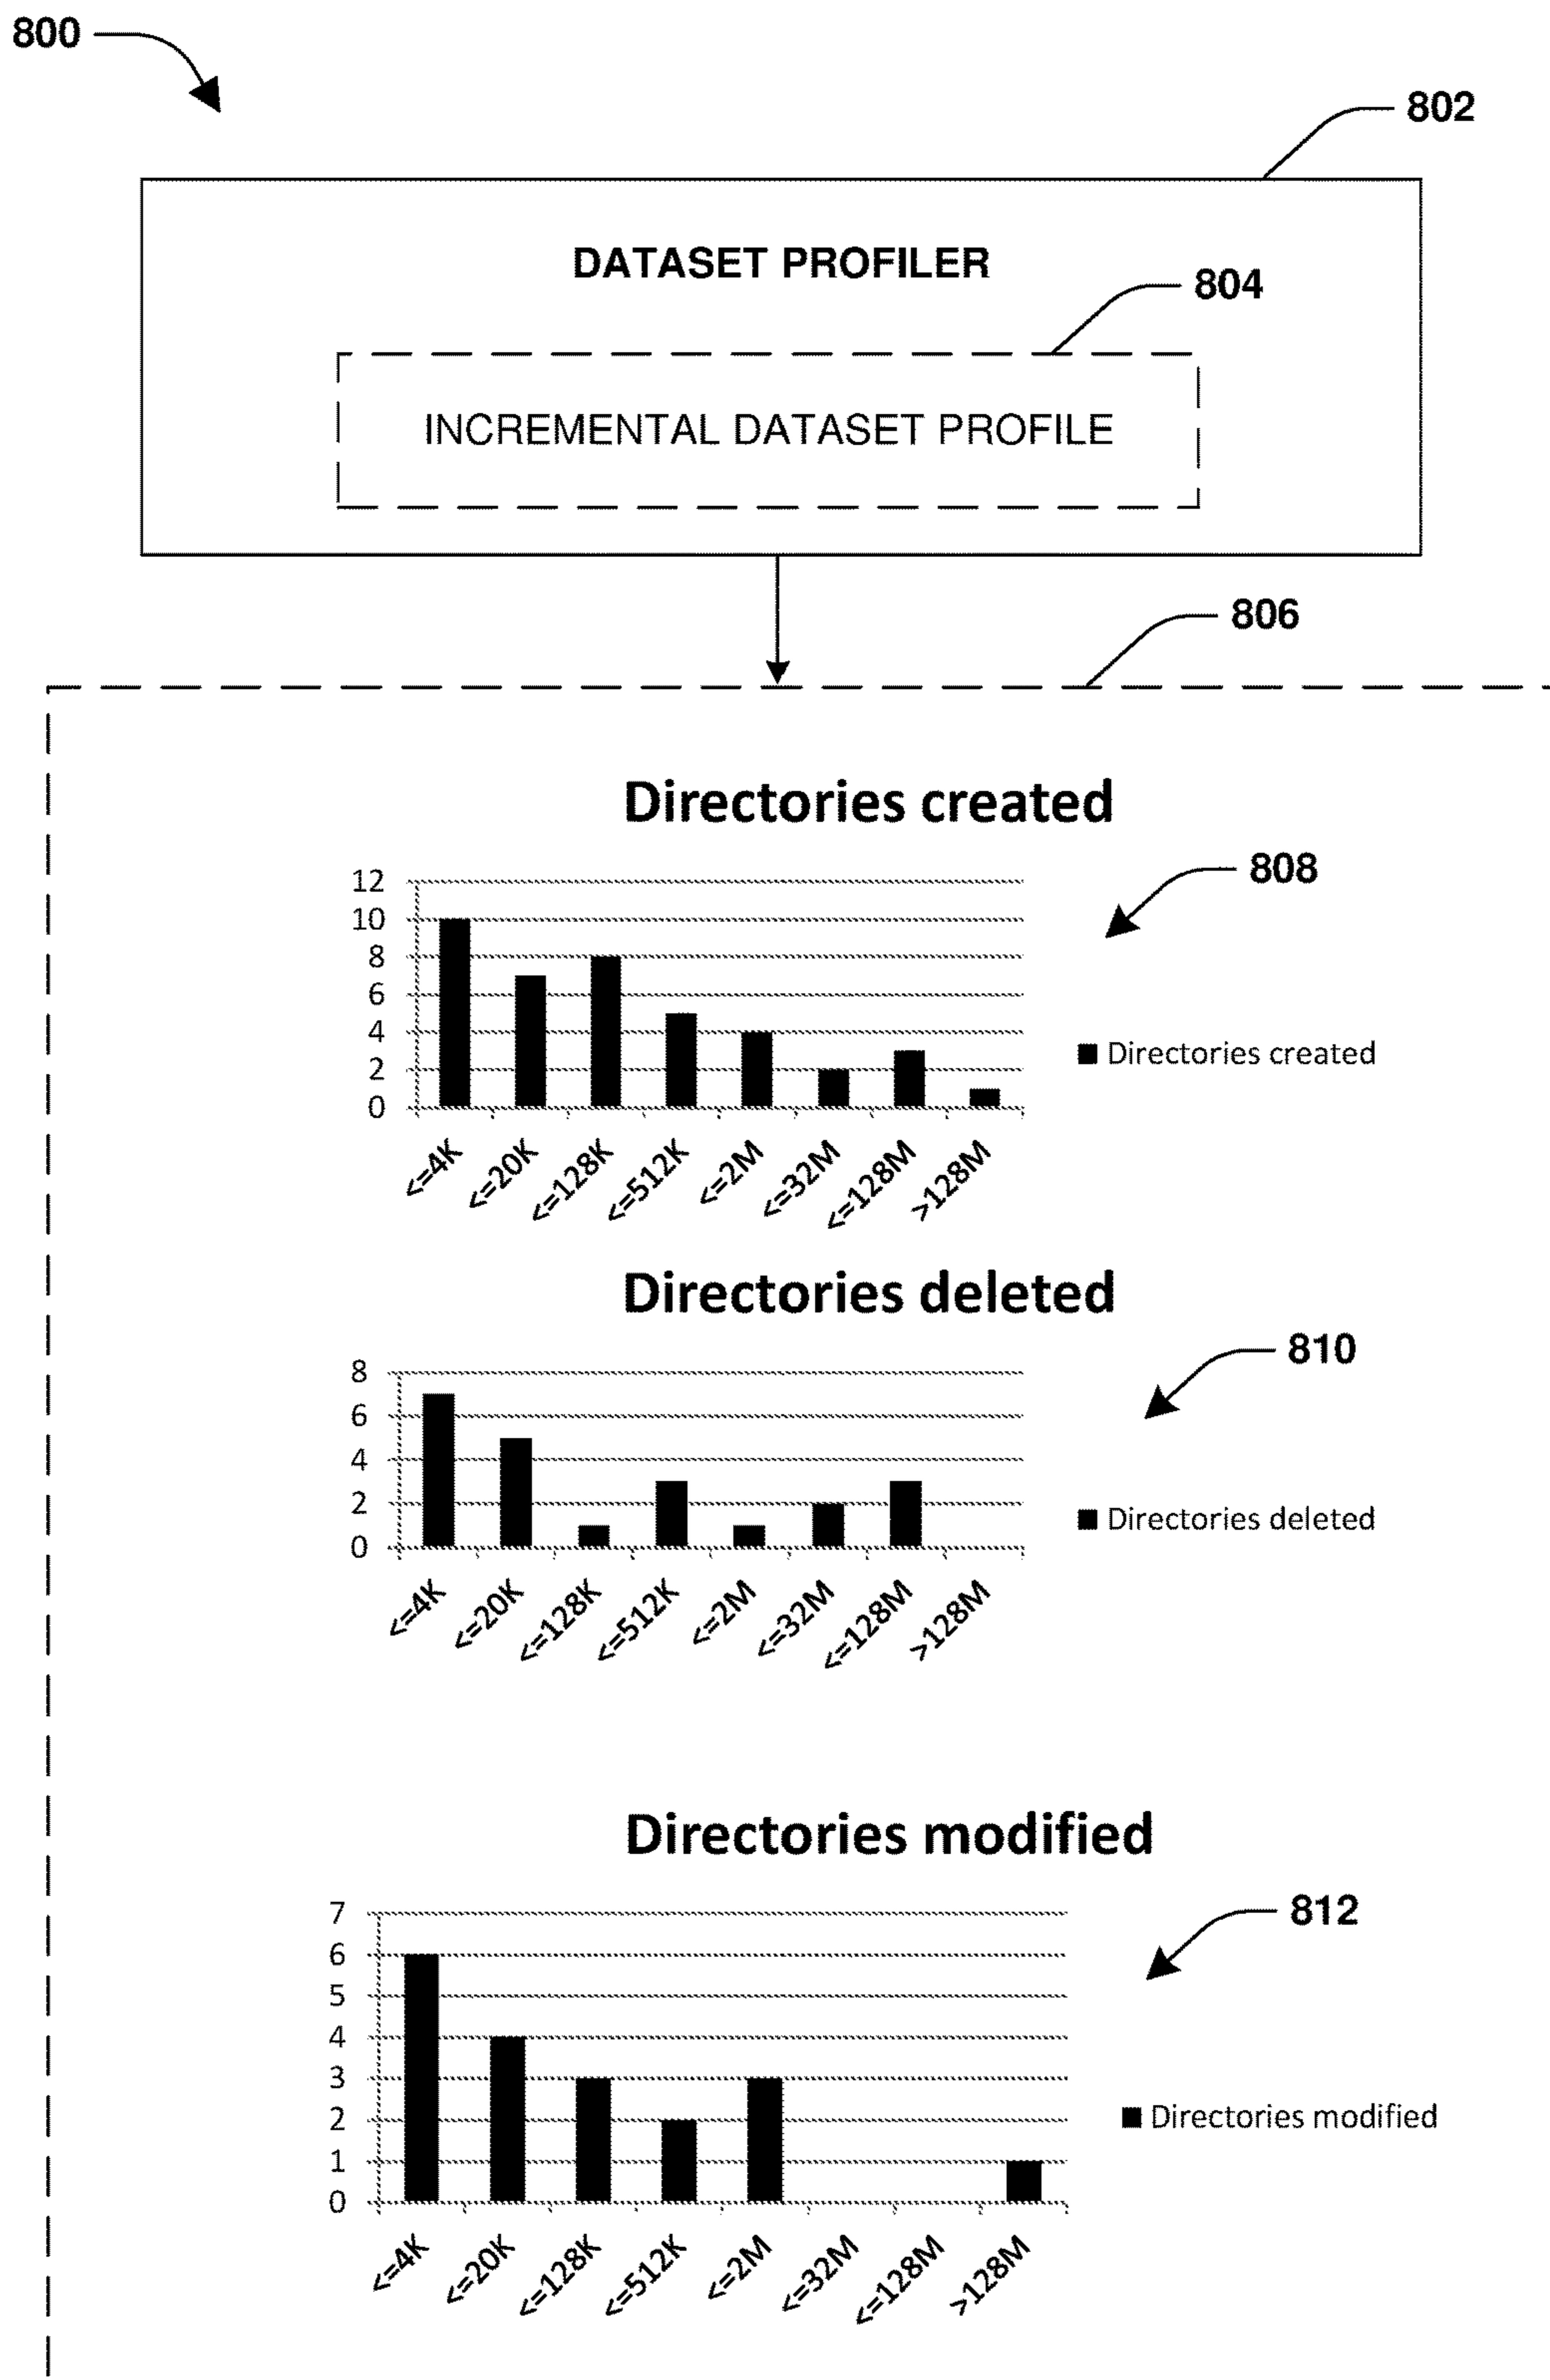 800
802
DATASET PROFILER
804
INCREMENTAL DATASET PROFILE
806
Directories created
808
12
10
8
6
4
2
0
Directories created
<=4K <=20K <=128K <=512K <=2M <=32M <=128M >128M
Directories deleted
810
8
6
4
2
0
Directories deleted
<=4K <=20K <=128K <=512K <=2M <=32M <=128M >128M
Directories modified
812
7
6
5
4
3
2
1
0
Directories modified
<=4K <=20K <=128K <=512K <=2M <=32M <=128M >128M